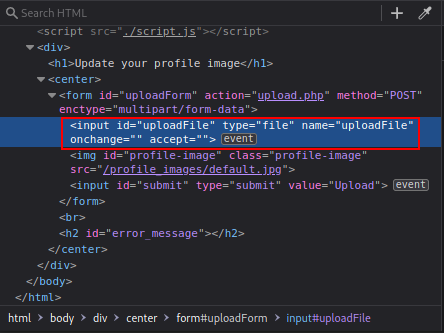 Search HTML
<script src="./script.js"></script>
<div>
<h1>Update your profile image</h1>
<center>
<form id="uploadForm" action="upload.php" method="POST"
enctype="multipart/form-data">
<input id="uploadFile" type="file" name="uploadFile"
onchange="" accept=""> event
<img id="profile-image" class="profile-image"
src="/profile_images/default.jpg">
<input id="submit" type="submit" value="Upload"> event
</form>
<br>
<h2 id="error_message"></h2>
</center>
</div>
</body>
</html>
html > body > div > center > form#uploadForm > input#uploadFile